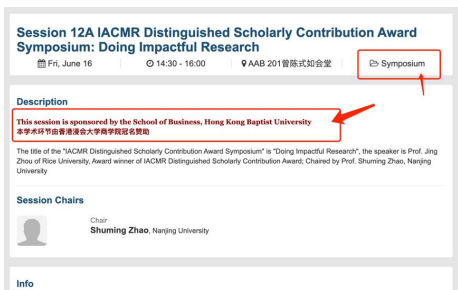 Session 12A IACMR Distinguished Scholarly Contribution Award
Symposium: Doing Impactful Research
Fri, June 16
14:30 - 16:00
AAB 201曾陈式如会堂
Symposium
Description
This session is sponsored by the School of Business, Hong Kong Baptist University
本学术环节由香港浸会大学商学院冠名赞助
The title of the "IACMR Distinguished Scholarly Contribution Award Symposium" is "Doing Impactful Research", the speaker is Prof. Jing
Zhou of Rice University, Award winner of IACMR Distinguished Scholarly Contribution Award; Chaired by Prof. Shuming Zhao, Nanjing
University
Session Chairs
Chair
Shuming Zhao, Nanjing University
Info